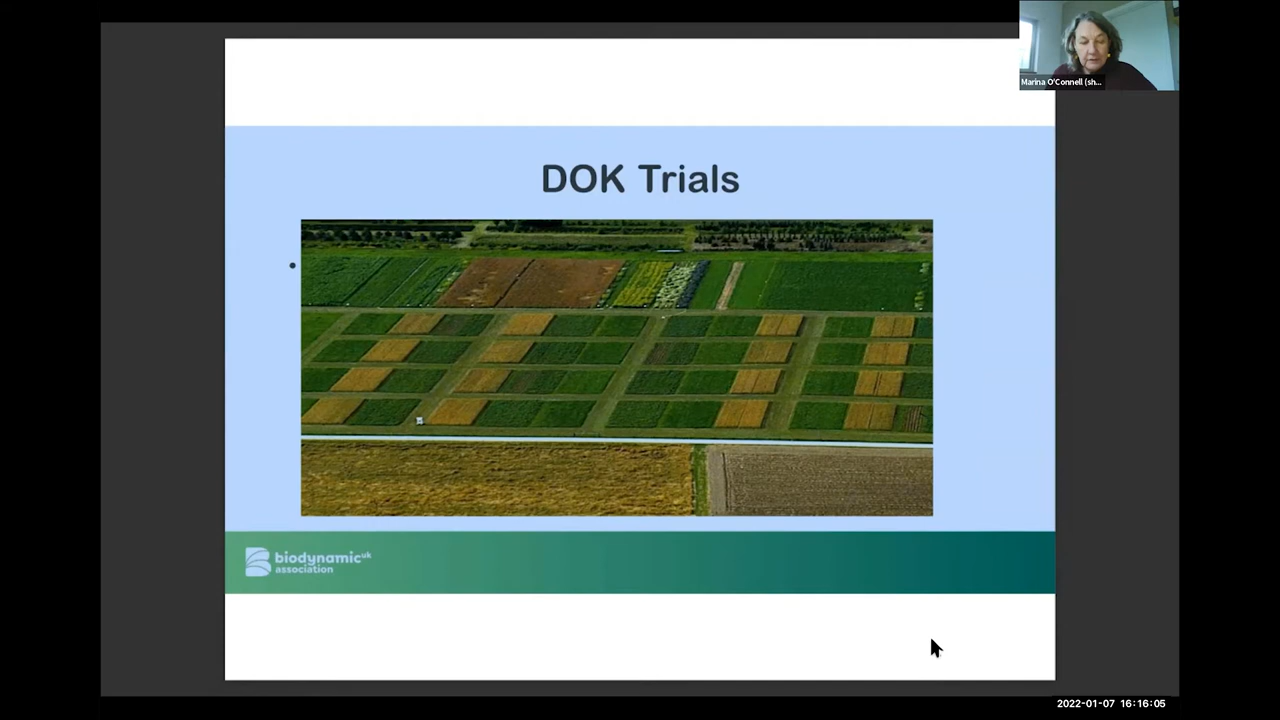 Marina O'Connell (sh...
DOK Trials
biodynamic uk
association
2022-01-07 16:16:05